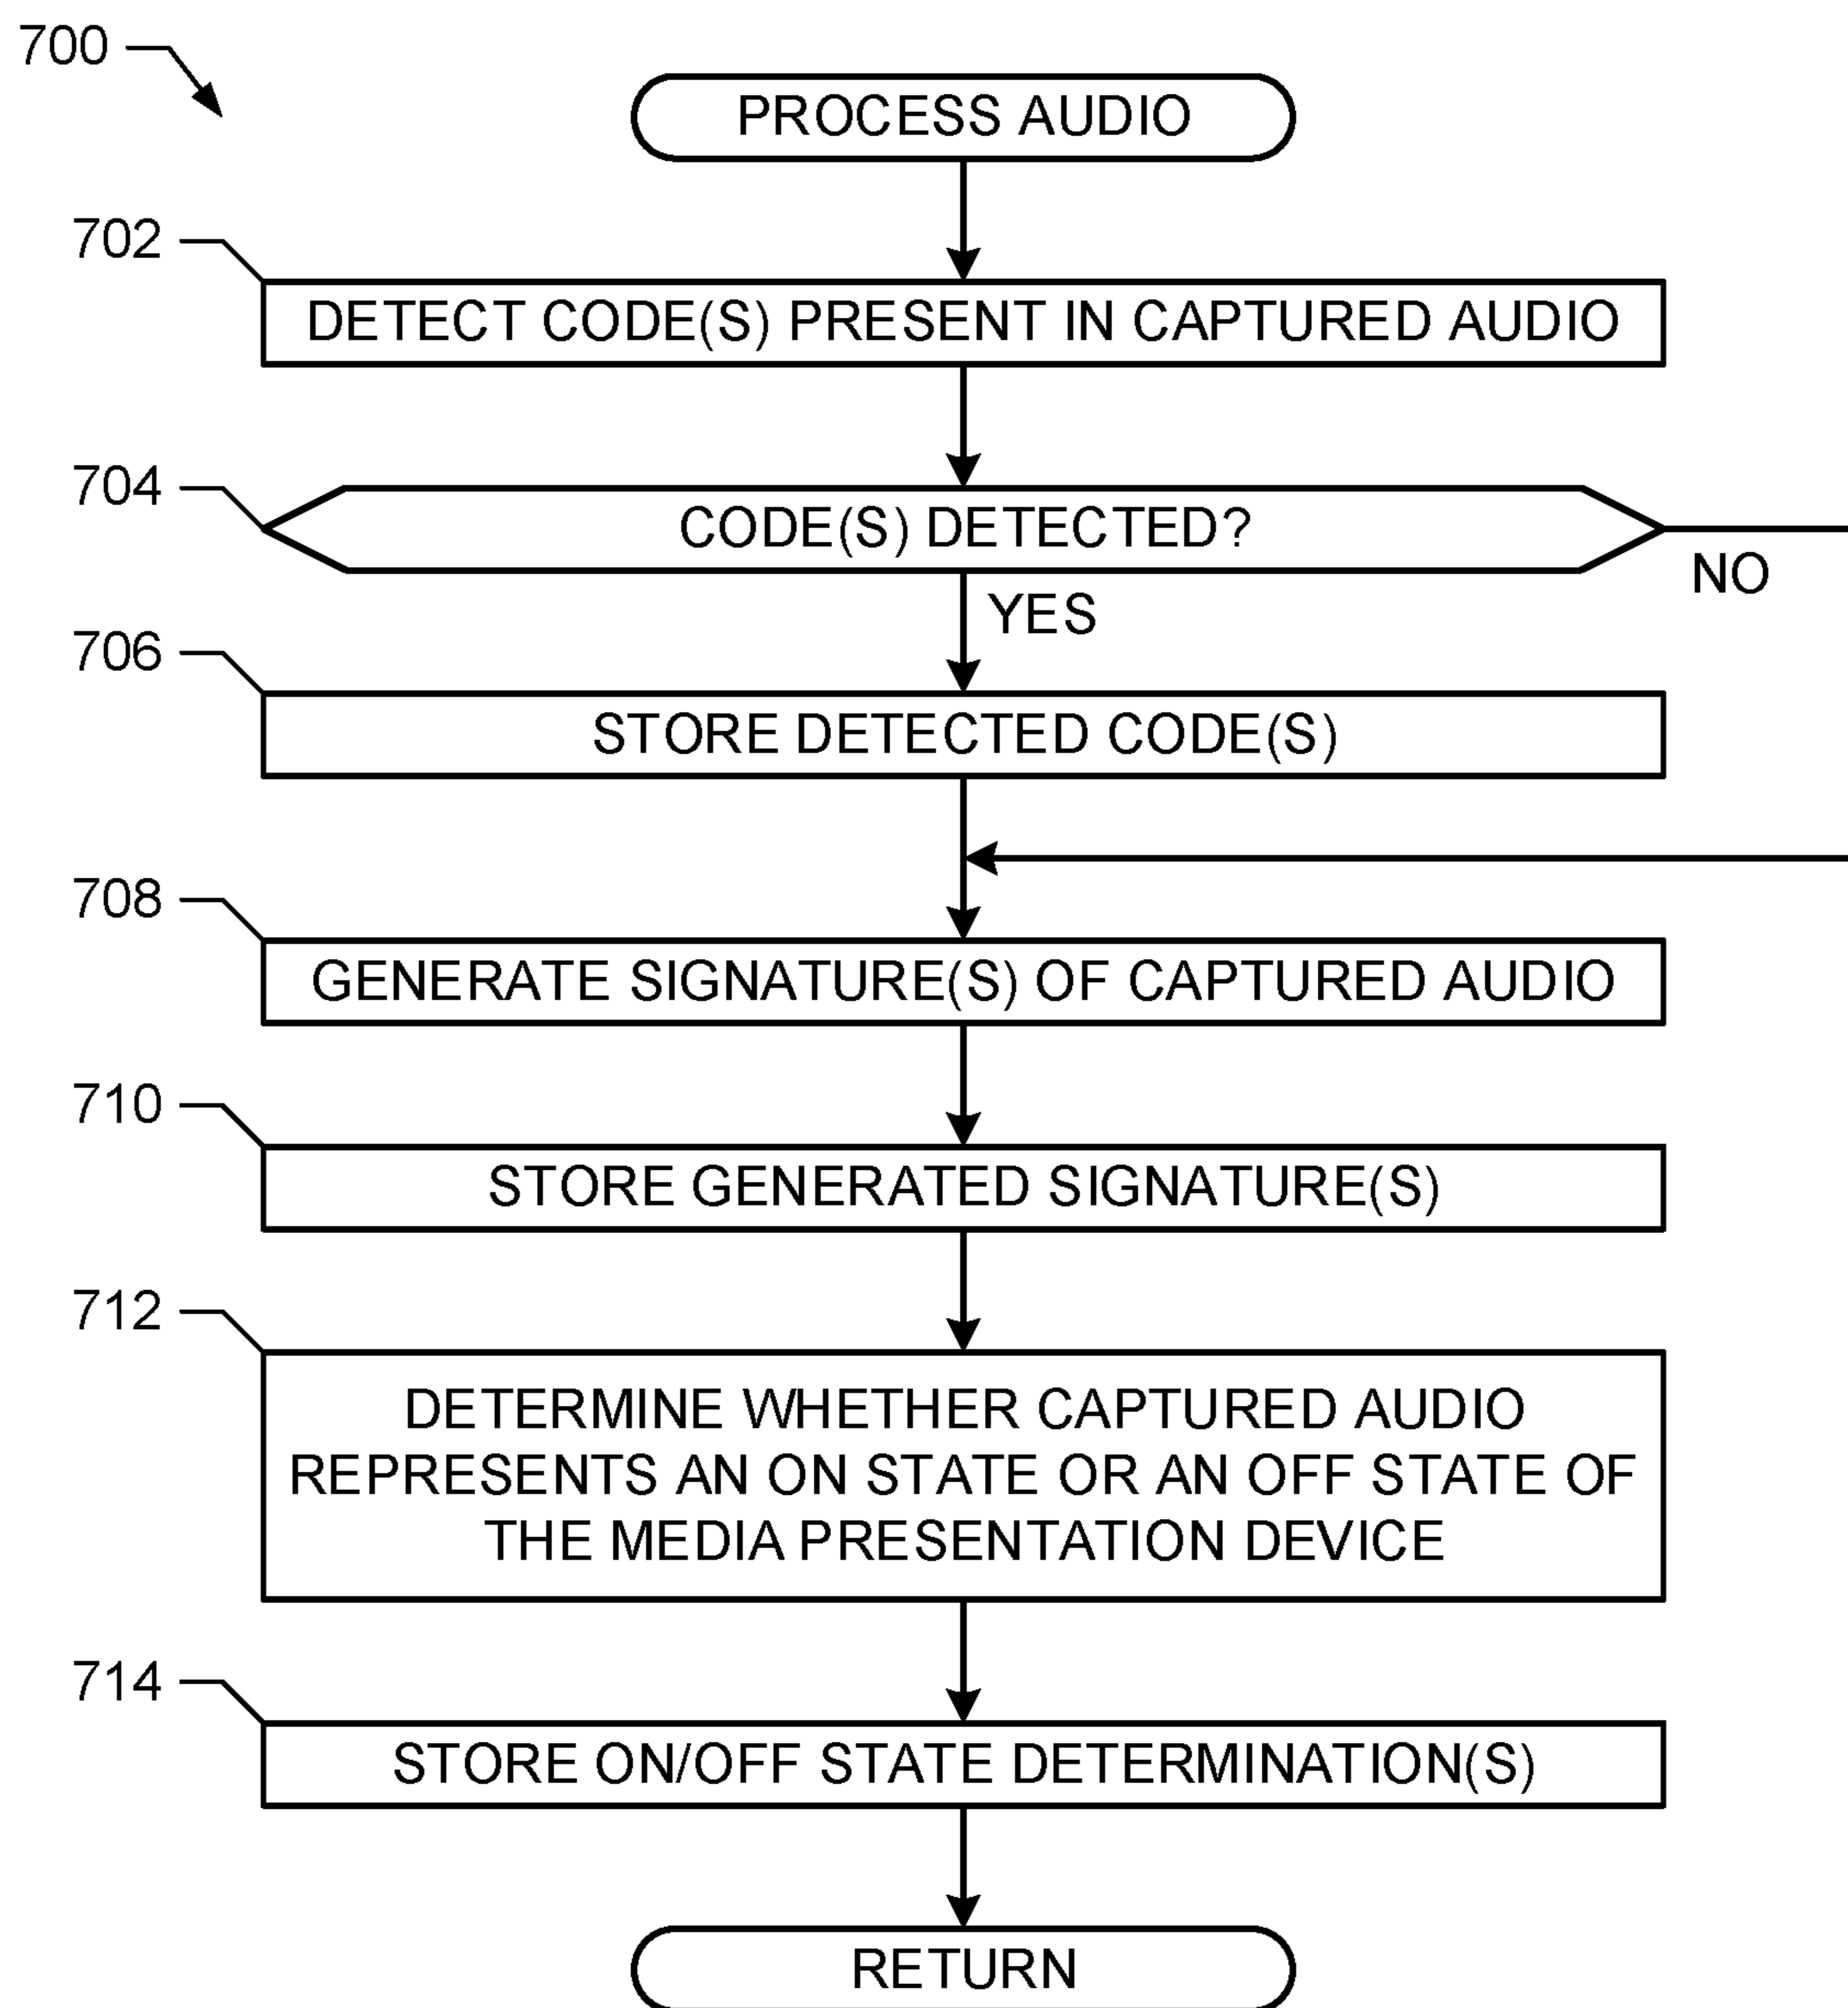 700
PROCESS AUDIO
702
DETECT CODE(S) PRESENT IN CAPTURED AUDIO
704
CODE(S) DETECTED?
NO
YES
706
STORE DETECTED CODE(S)
708
GENERATE SIGNATURE(S) OF CAPTURED AUDIO
710
STORE GENERATED SIGNATURE(S)
712
DETERMINE WHETHER CAPTURED AUDIO
REPRESENTS AN ON STATE OR AN OFF STATE OF
THE MEDIA PRESENTATION DEVICE
714
STORE ON/OFF STATE DETERMINATION(S)
RETURN